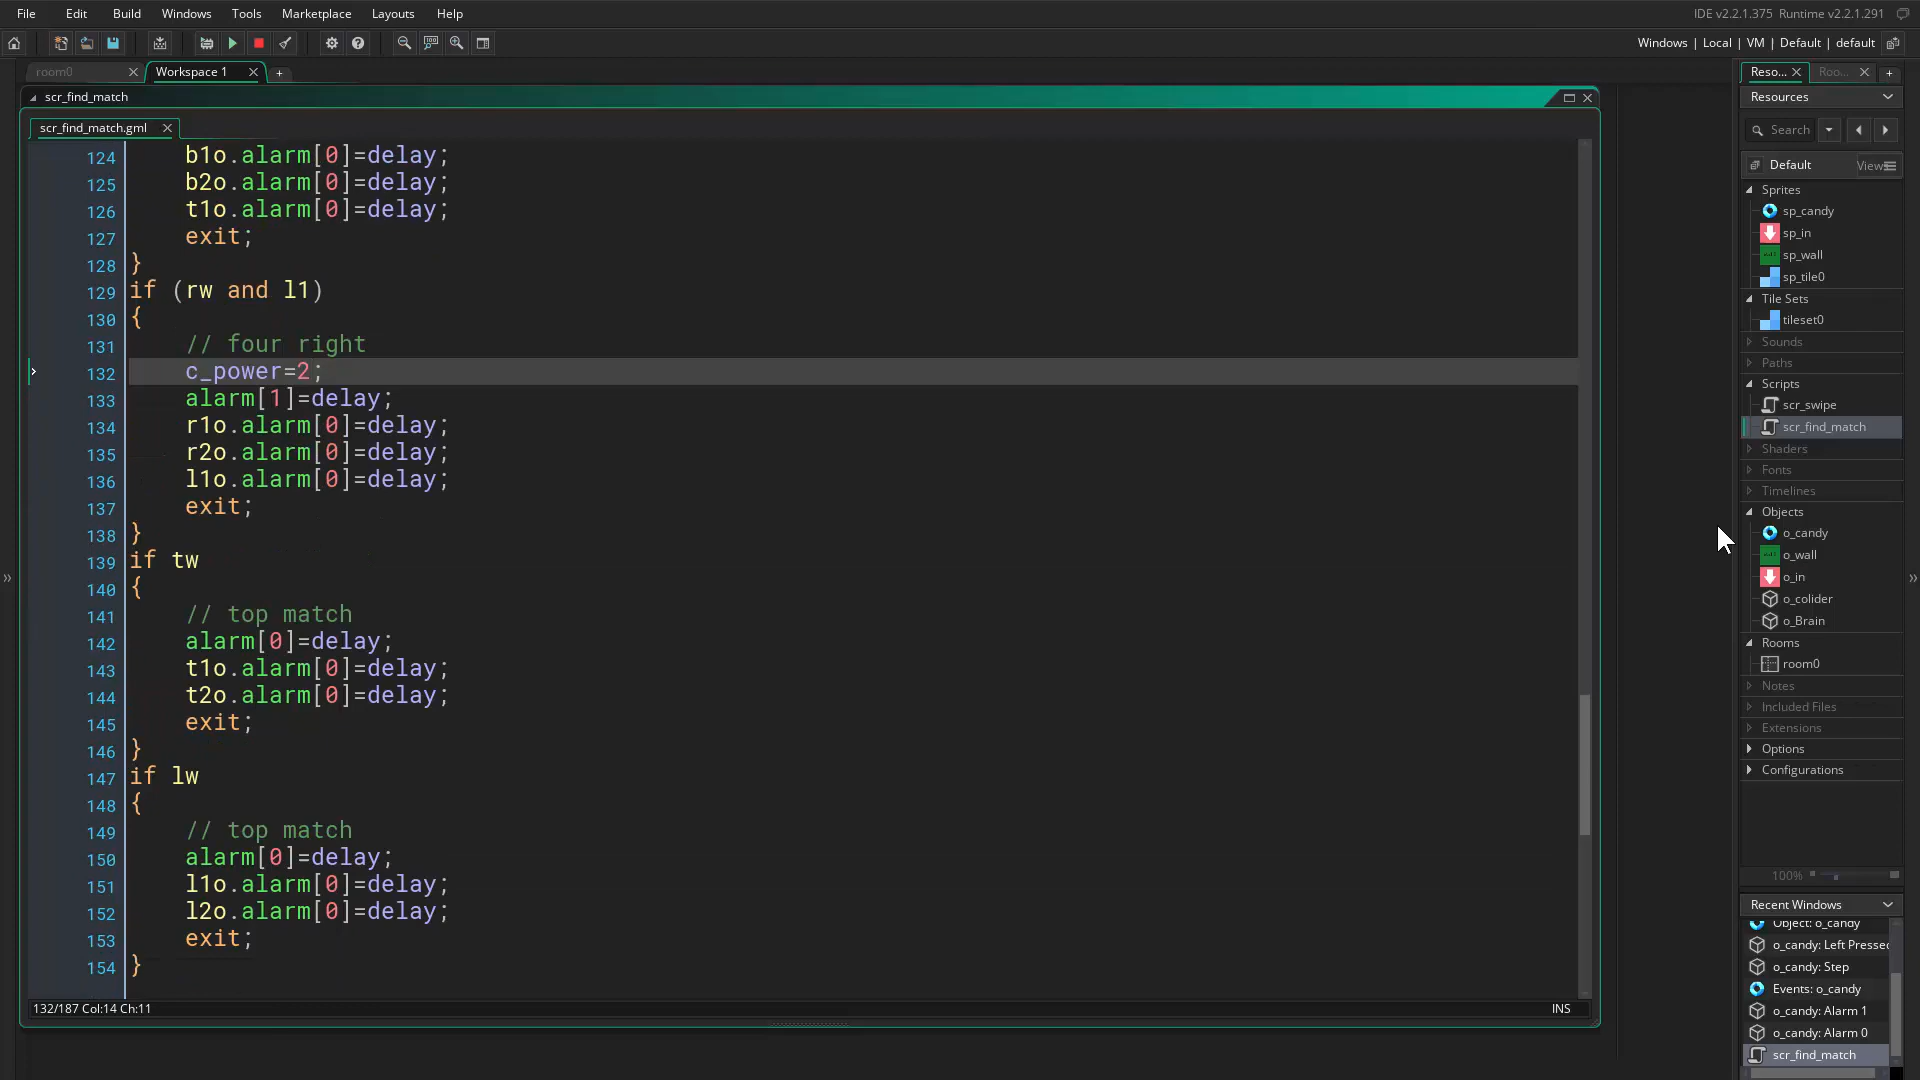 File Edit Build Windows Tools Marketplace Layouts Help
IDE v2.2.1.375 Runtime v2.2.1.291
Windows | Local | VM | Default | default
room0
Workspace 1
scr_find_match
scr_find_match.gml
124 b1o.alarm[0]=delay;
125 b2o.alarm[0]=delay;
126 t1o.alarm[0]=delay;
127 exit;
128 }
129 if (rw and l1)
130 {
131 // four right
132 c_power=2;
133 alarm[1]=delay;
134 r1o.alarm[0]=delay;
135 r2o.alarm[0]=delay;
136 l1o.alarm[0]=delay;
137 exit;
138 }
139 if tw
140 {
141 // top match
142 alarm[0]=delay;
143 t1o.alarm[0]=delay;
144 t2o.alarm[0]=delay;
145 exit;
146 }
147 if lw
148 {
149 // top match
150 alarm[0]=delay;
151 l1o.alarm[0]=delay;
152 l2o.alarm[0]=delay;
153 exit;
154 }
132/187 Col:14 Ch:11
INS
Reso...
Roo...
Resources
Search
Default
View
Sprites
sp_candy
sp_in
sp_wall
sp_tile0
Tile Sets
tileset0
Sounds
Paths
Scripts
scr_swipe
scr_find_match
Shaders
Fonts
Timelines
Objects
o_candy
o_wall
o_in
o_colider
o_Brain
Rooms
room0
Notes
Included Files
Extensions
Options
Configurations
100%
Recent Windows
Object: o_candy
o_candy: Left Pressed
o_candy: Step
Events: o_candy
o_candy: Alarm 1
o_candy: Alarm 0
scr_find_match